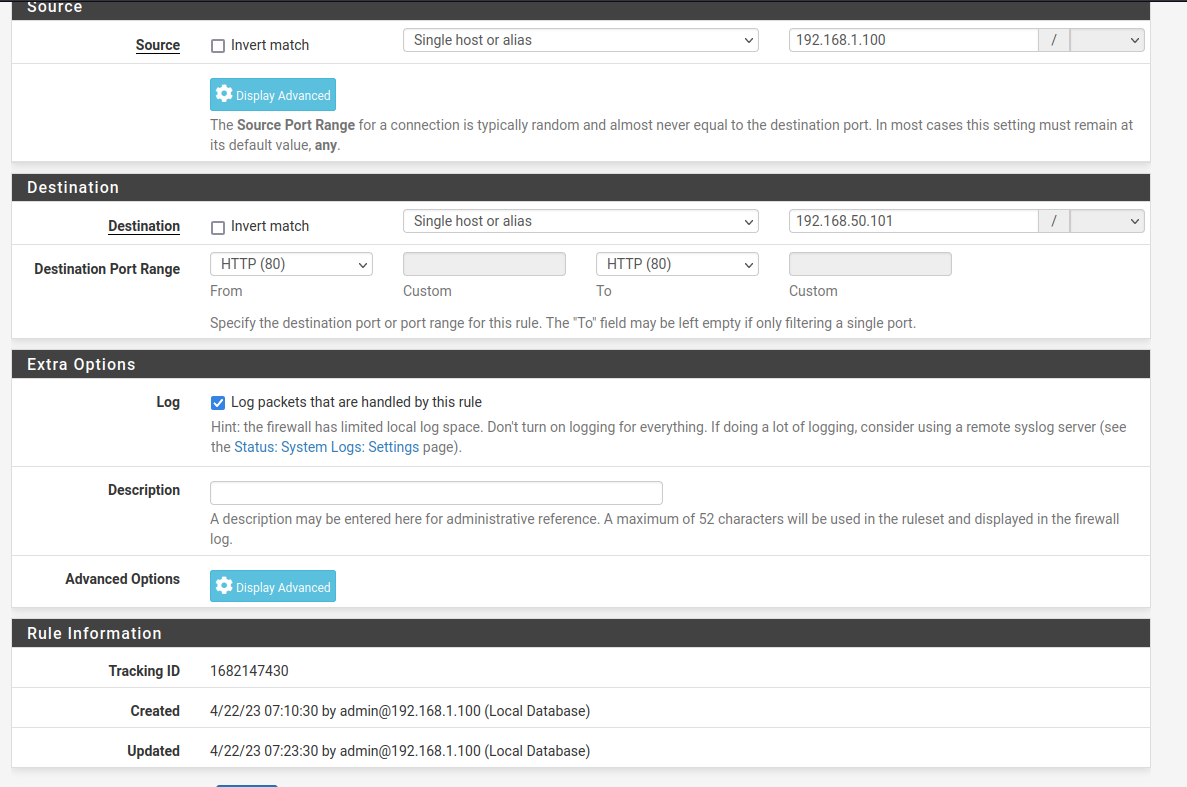 Source
Source Invert match Single host or alias 192.168.1.100 /
Display Advanced
The Source Port Range for a connection is typically random and almost never equal to the destination port. In most cases this setting must remain at
its default value, any.
Destination
Destination Invert match Single host or alias 192.168.50.101 /
Destination Port Range HTTP (80) HTTP (80)
From Custom To Custom
Specify the destination port or port range for this rule. The "To" field may be left empty if only filtering a single port.
Extra Options
Log Log packets that are handled by this rule
Hint: the firewall has limited local log space. Don't turn on logging for everything. If doing a lot of logging, consider using a remote syslog server (see
the Status: System Logs: Settings page).
Description
A description may be entered here for administrative reference. A maximum of 52 characters will be used in the ruleset and displayed in the firewall
log.
Advanced Options Display Advanced
Rule Information
Tracking ID 1682147430
Created 4/22/23 07:10:30 by admin@192.168.1.100 (Local Database)
Updated 4/22/23 07:23:30 by admin@192.168.1.100 (Local Database)